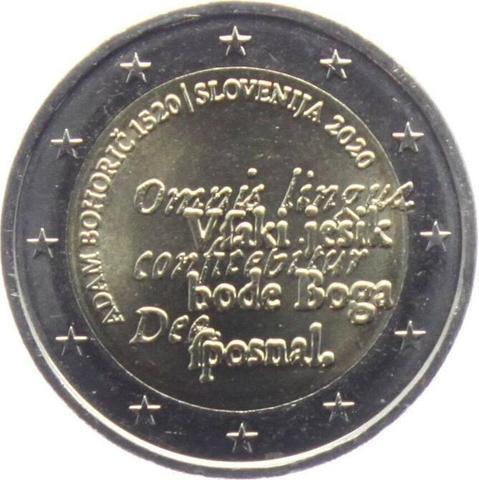 ADAM BOHORIČ 1520 | SLOVENIJA 2020
Omnis lingua
Vſaki jeſik
confitebitur
bode Boga
Deo.
ſposnal.